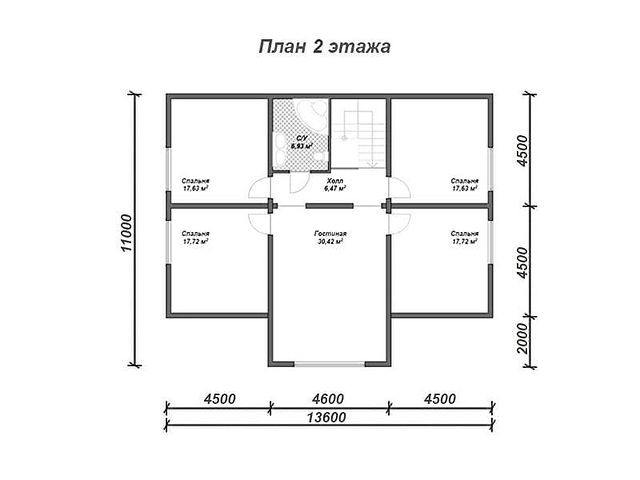 План 2 этажа
С/У
6,93 м²
Спальня
17,63 м²
Холл
6,47 м²
Спальня
17,63 м²
Спальня
17,72 м²
Гостиная
30,42 м²
Спальня
17,72 м²
11000
4500
4500
2000
4500
4600
4500
13600